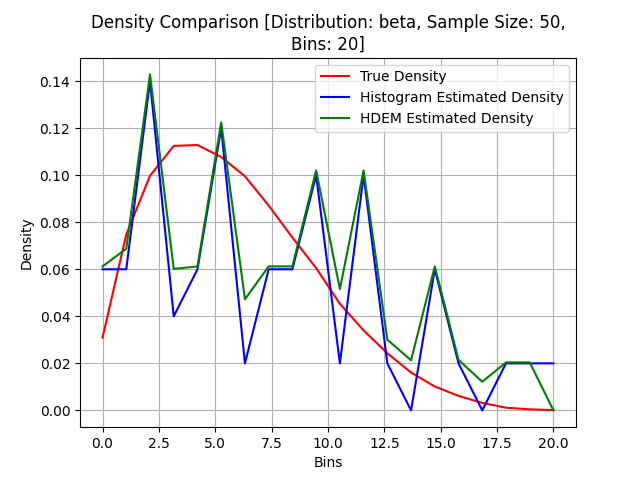 Density Comparison [Distribution: beta, Sample Size: 50,
Bins: 20]
True Density
Histogram Estimated Density
HDEM Estimated Density
Density
0.14
0.12
0.10
0.08
0.06
0.04
0.02
0.00
0.0 2.5 5.0 7.5 10.0 12.5 15.0 17.5 20.0
Bins